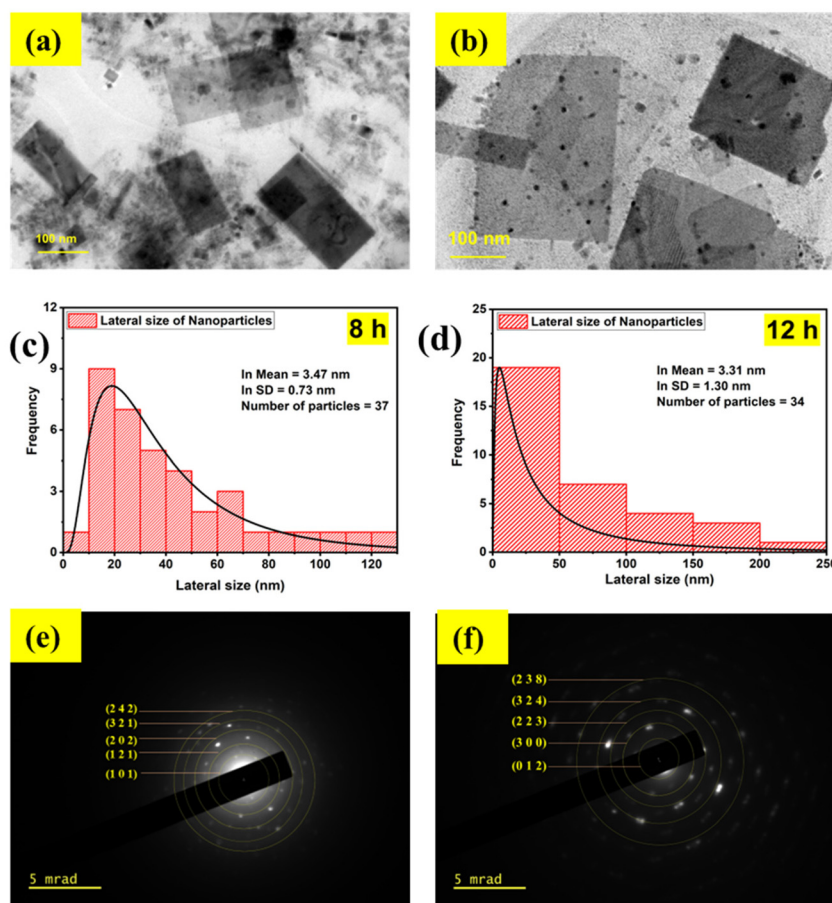 (a)
100 nm
(b)
100 nm
(c)
Lateral size of Nanoparticles
8 h
ln Mean = 3.47 nm
ln SD = 0.73 nm
Number of particles = 37
Frequency
12
9
6
3
0
0 20 40 60 80 100 120
Lateral size (nm)
(d)
Lateral size of Nanoparticles
12 h
ln Mean = 3.31 nm
ln SD = 1.30 nm
Number of particles = 34
Frequency
25
20
15
10
5
0
0 50 100 150 200 250
Lateral size (nm)
(e)
(2 4 2)
(3 2 1)
(2 0 2)
(1 2 1)
(1 0 1)
5 mrad
(f)
(2 3 8)
(3 2 4)
(2 2 3)
(3 0 0)
(0 1 2)
5 mrad